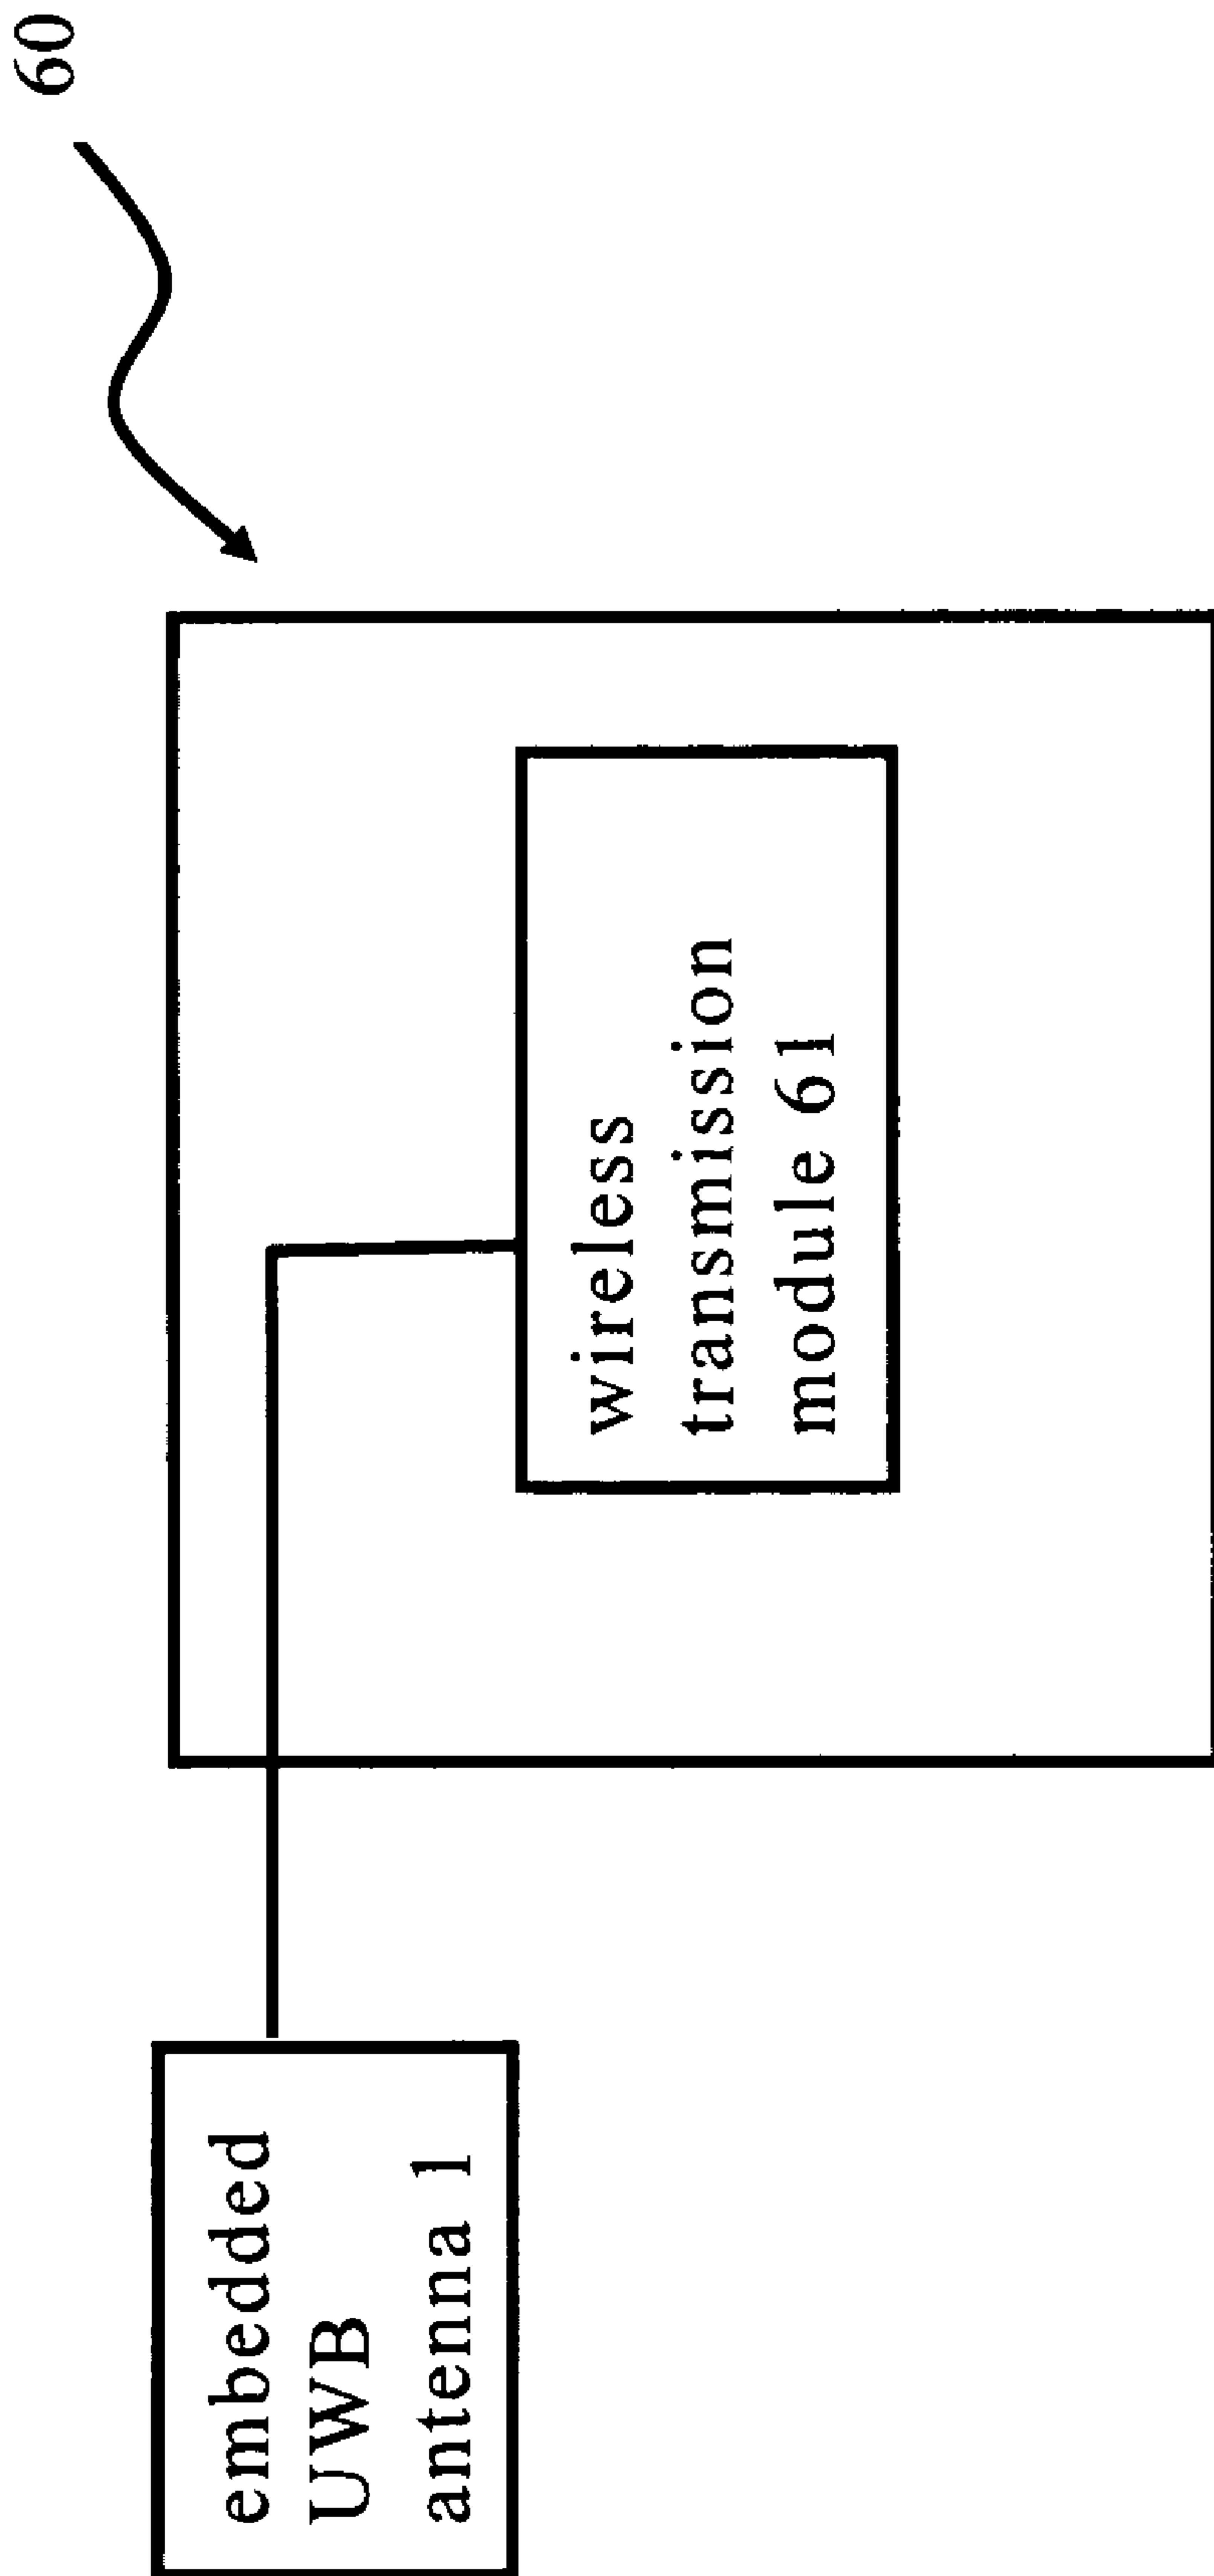 60
embedded
UWB
antenna 1
wireless
transmission
module 61